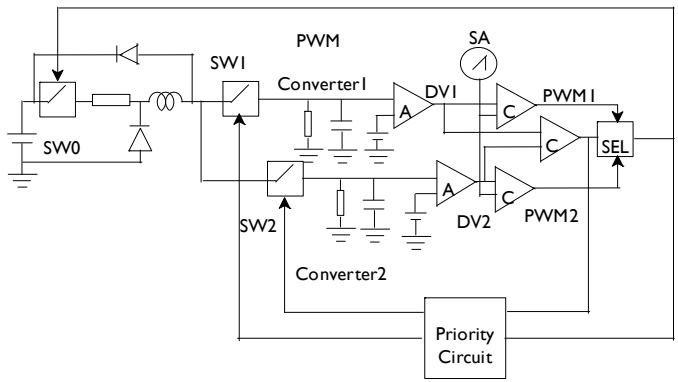 PWM
SA
SW1
Converter1
DV1
PWM1
A
C
SW0
C
SEL
A
C
SW2
DV2
PWM2
Converter2
Priority
Circuit